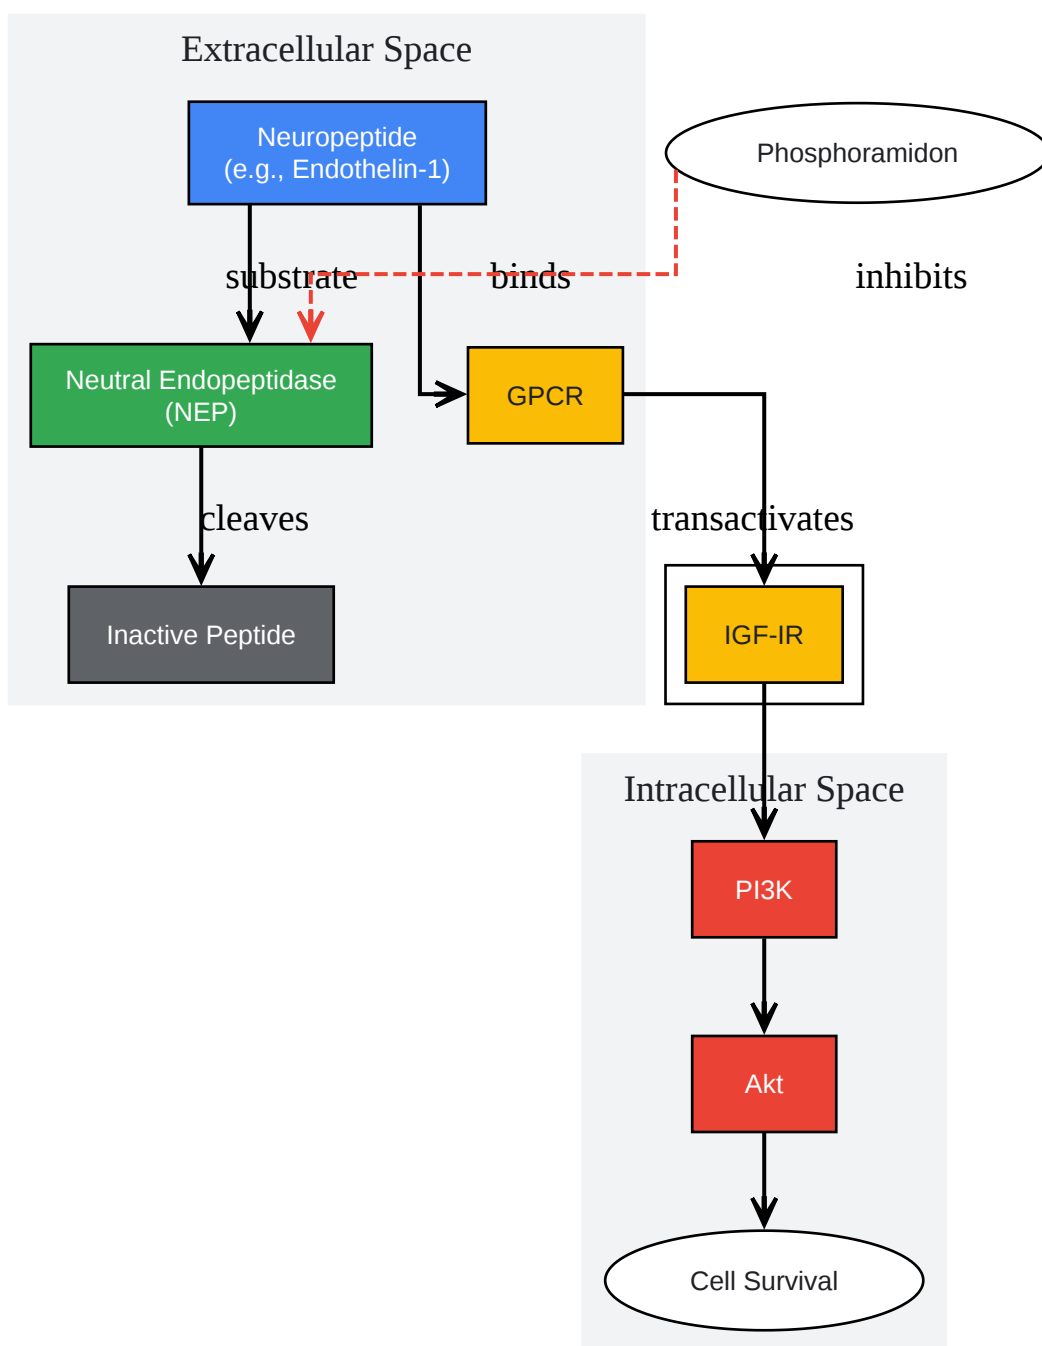 Extracellular Space
Neuropeptide
(e.g., Endothelin-1)
Phosphoramidon
substrate
binds
inhibits
Neutral Endopeptidase
(NEP)
GPCR
cleaves
transactivates
Inactive Peptide
IGF-IR
Intracellular Space
PI3K
Akt
Cell Survival